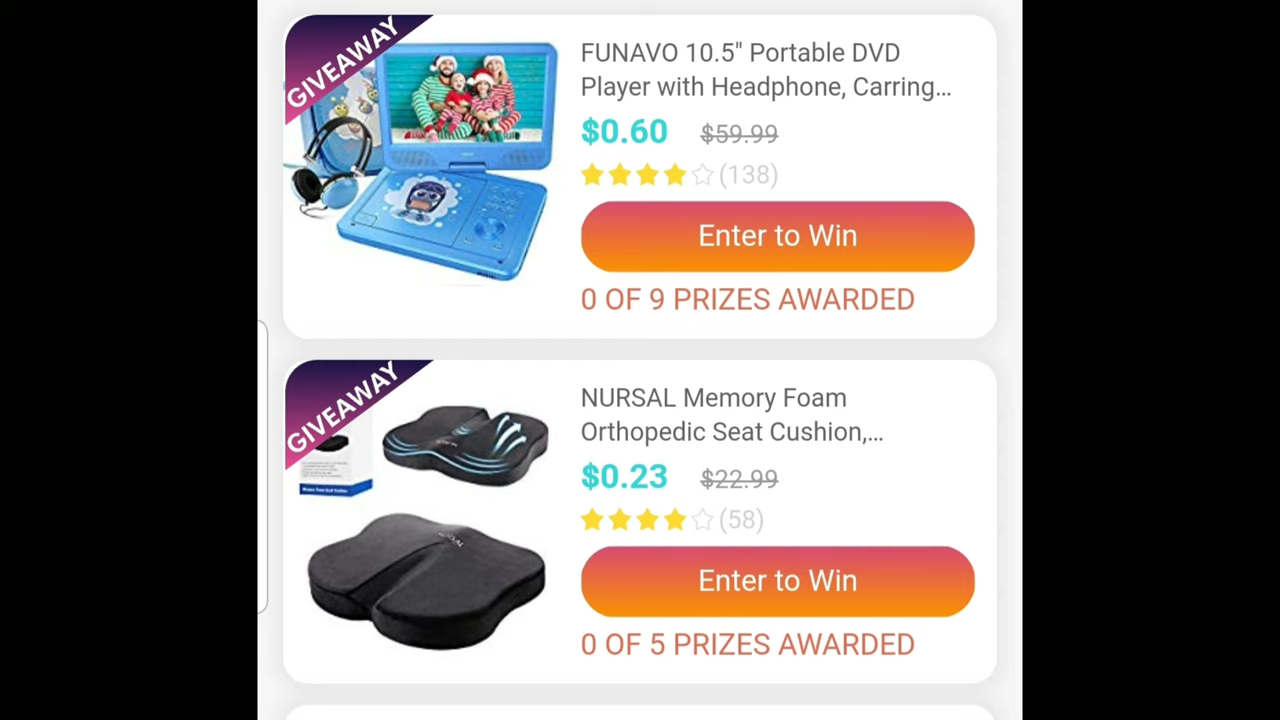 GIVEAWAY
FUNAVO 10.5" Portable DVD
Player with Headphone, Carring...
$0.60 $59.99
(138)
Enter to Win
0 OF 9 PRIZES AWARDED
GIVEAWAY
NURSAL Memory Foam
Orthopedic Seat Cushion,...
$0.23 $22.99
(58)
Enter to Win
0 OF 5 PRIZES AWARDED